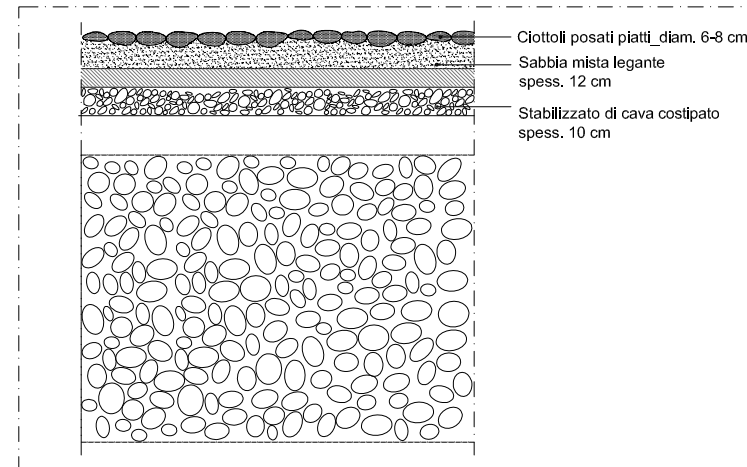 Ciottoli posati piatti_diam. 6-8 cm
Sabbia mista legante
spess. 12 cm
Stabilizzato di cava costipato
spess. 10 cm